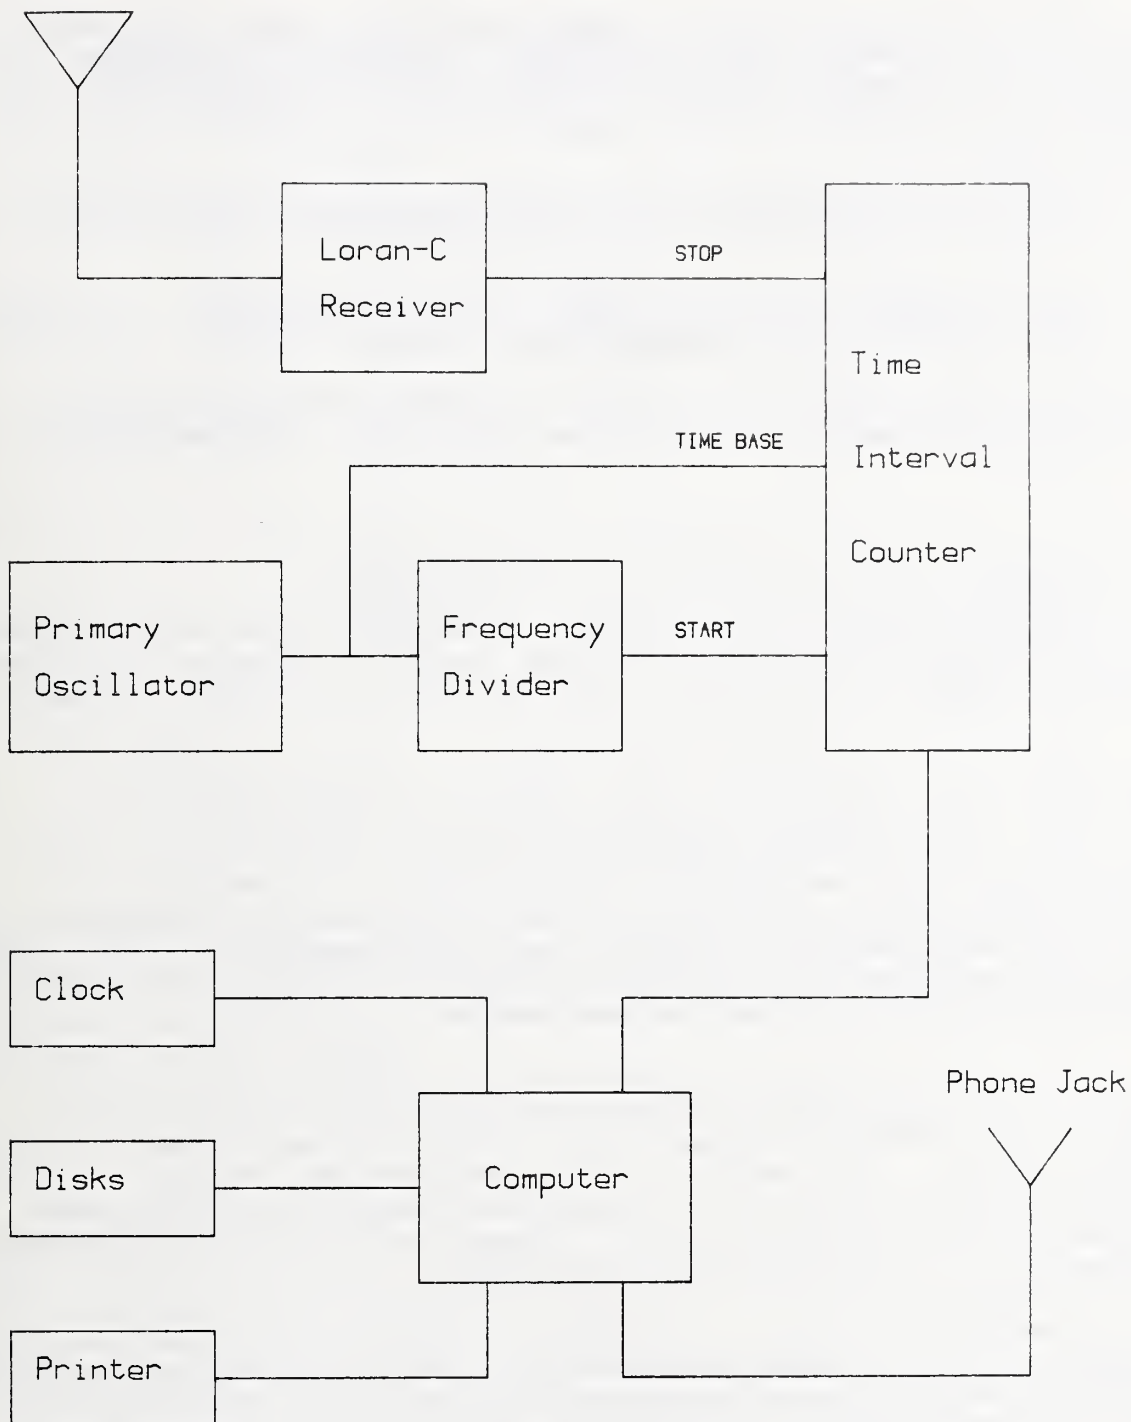 Loran-C
Receiver
STOP
Time
Interval
Counter
TIME BASE
Primary
Oscillator
Frequency
Divider
START
Clock
Phone Jack
Disks
Computer
Printer